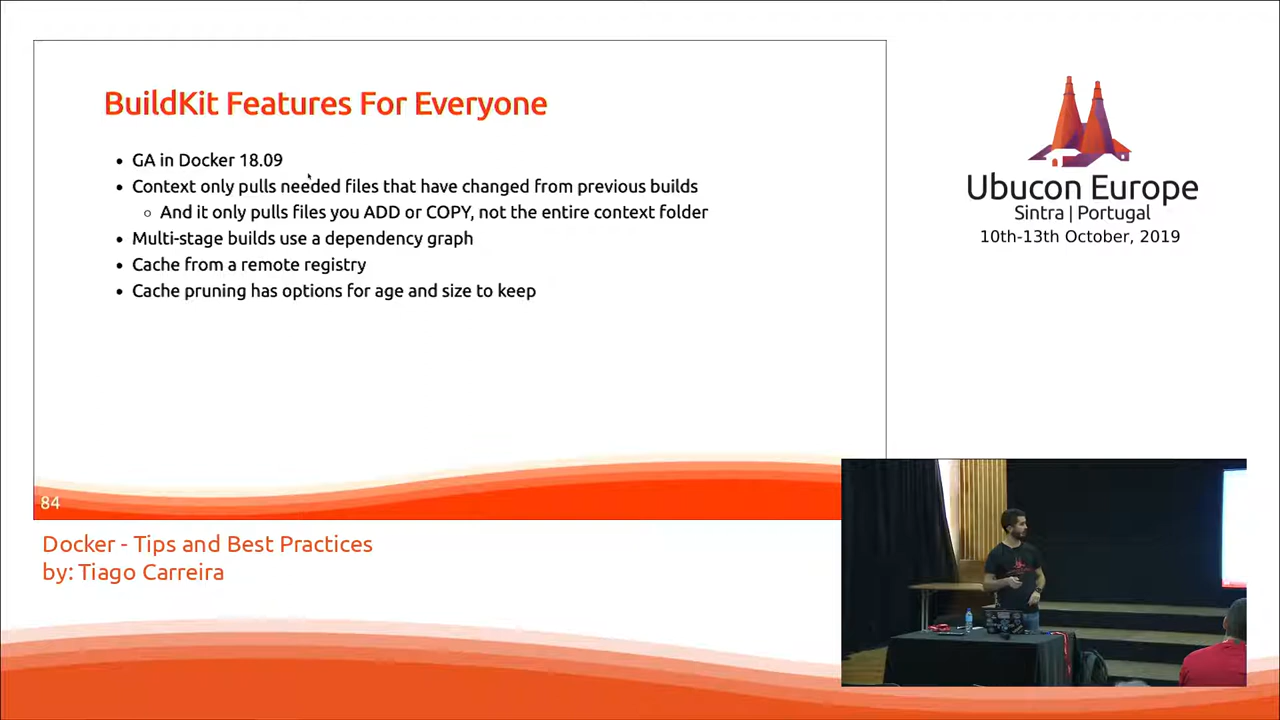 BuildKit Features For Everyone
GA in Docker 18.09
Context only pulls needed files that have changed from previous builds
And it only pulls files you ADD or COPY, not the entire context folder
Multi-stage builds use a dependency graph
Cache from a remote registry
Cache pruning has options for age and size to keep
84
Docker - Tips and Best Practices
by: Tiago Carreira
Ubucon Europe
Sintra | Portugal
10th-13th October, 2019